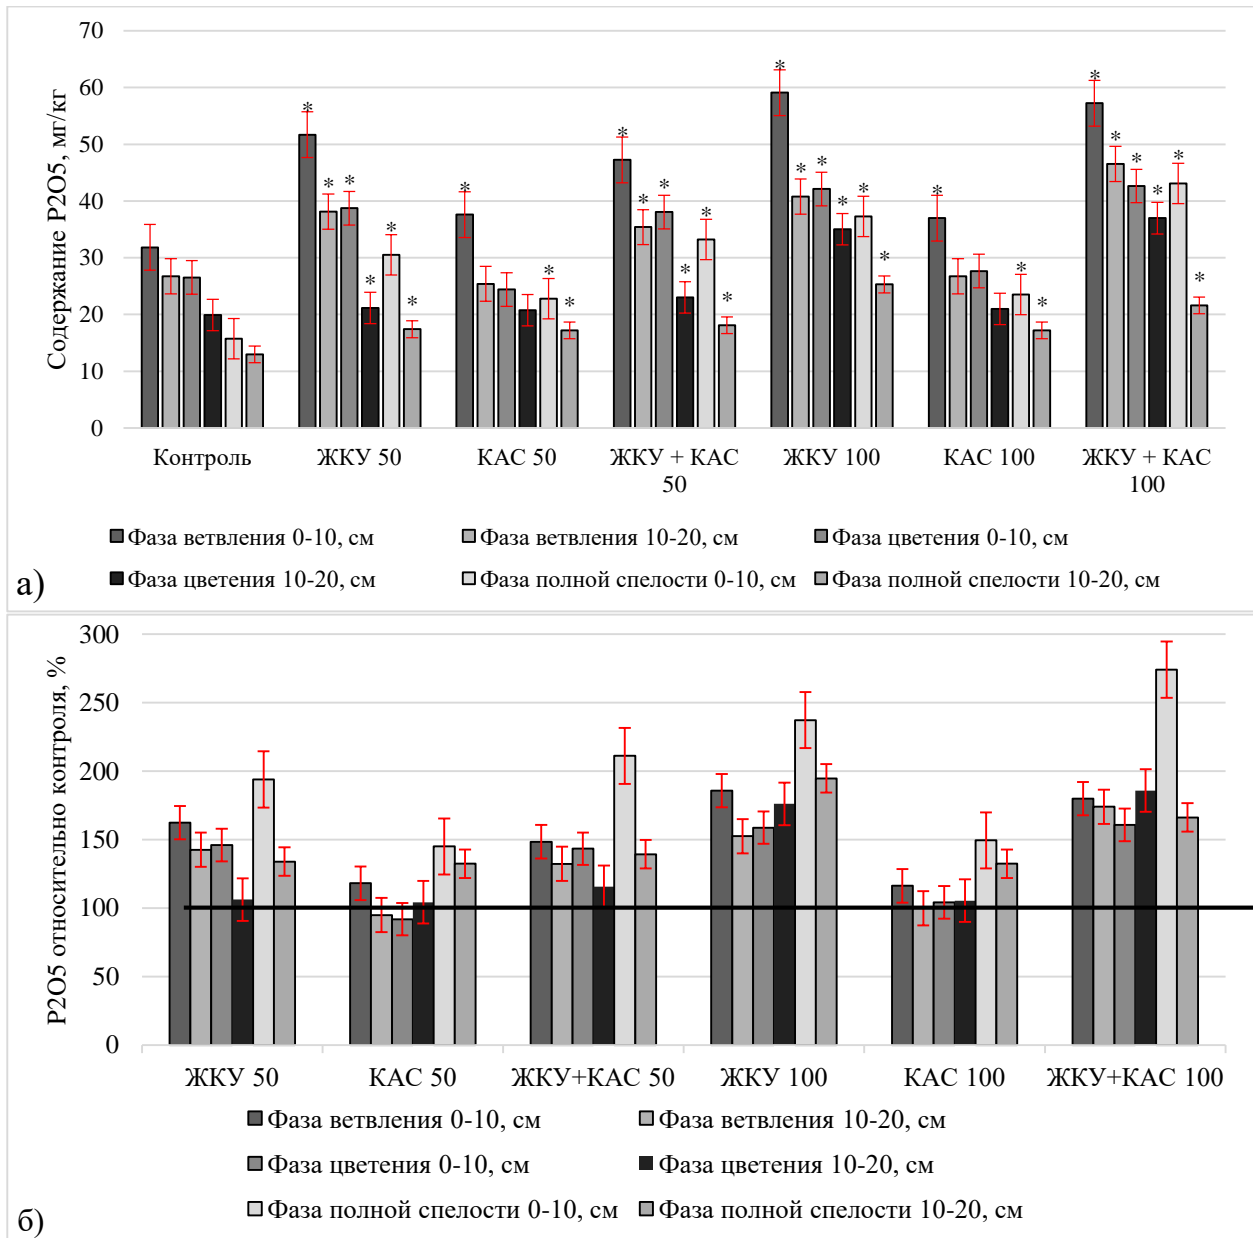 70
60
50
40
30
20
10
0
Содержание P2O5, мг/кг
* * * * * * * * * * * * * * * * * * * * * * * * * * *
Контроль ЖКУ 50 КАС 50 ЖКУ + КАС 50 ЖКУ 100 КАС 100 ЖКУ + КАС 100
Фаза ветвления 0-10, см Фаза ветвления 10-20, см Фаза цветения 0-10, см
Фаза цветения 10-20, см Фаза полной спелости 0-10, см Фаза полной спелости 10-20, см
а)
300
250
200
150
100
50
0
P2O5 относительно контроля, %
ЖКУ 50 КАС 50 ЖКУ+КАС 50 ЖКУ 100 КАС 100 ЖКУ+КАС 100
Фаза ветвления 0-10, см Фаза ветвления 10-20, см
Фаза цветения 0-10, см Фаза цветения 10-20, см
Фаза полной спелости 0-10, см Фаза полной спелости 10-20, см
б)